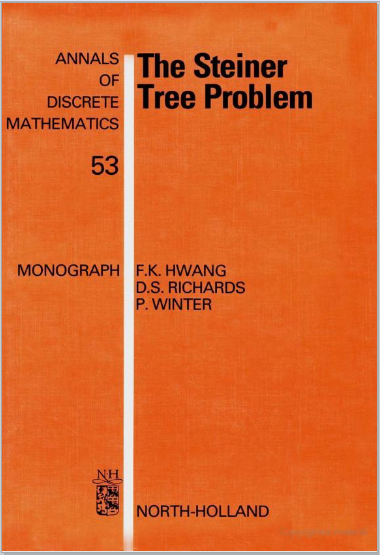 ANNALS
OF
DISCRETE
MATHEMATICS
53
The Steiner
Tree Problem
MONOGRAPH
F.K. HWANG
D.S. RICHARDS
P. WINTER
NH
NORTH-HOLLAND